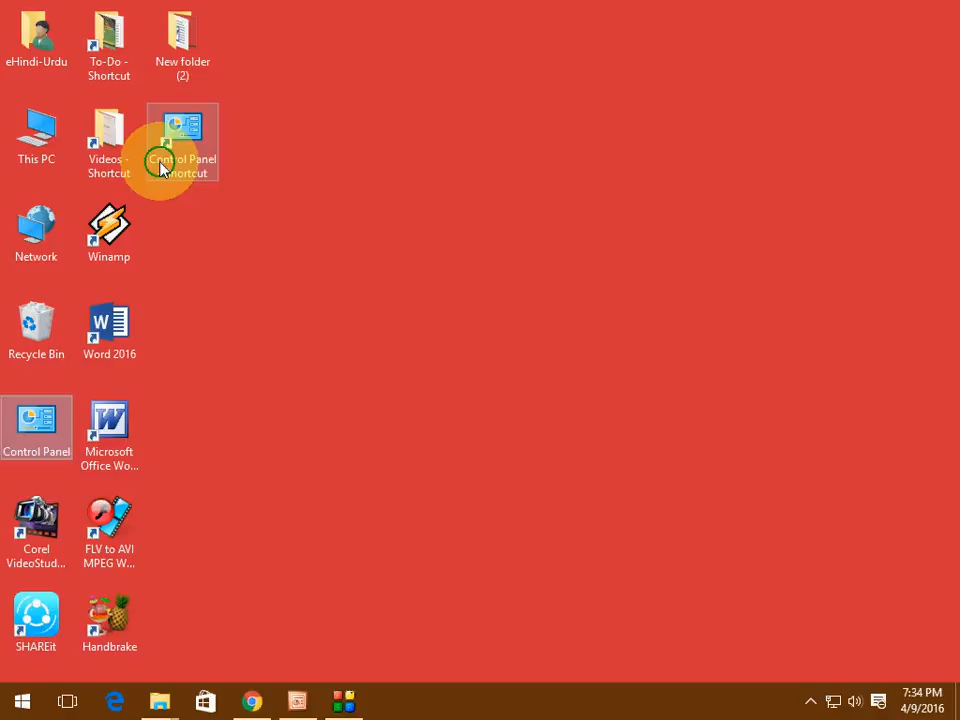 eHindi-Urdu
To-Do -
Shortcut
New folder
(2)
This PC
Videos -
Shortcut
Control Panel
Shortcut
Network
Winamp
Recycle Bin
Word 2016
Control Panel
Microsoft
Office Wo...
Corel
VideoStud...
FLV to AVI
MPEG W...
SHAREit
Handbrake
7:34 PM
4/9/2016